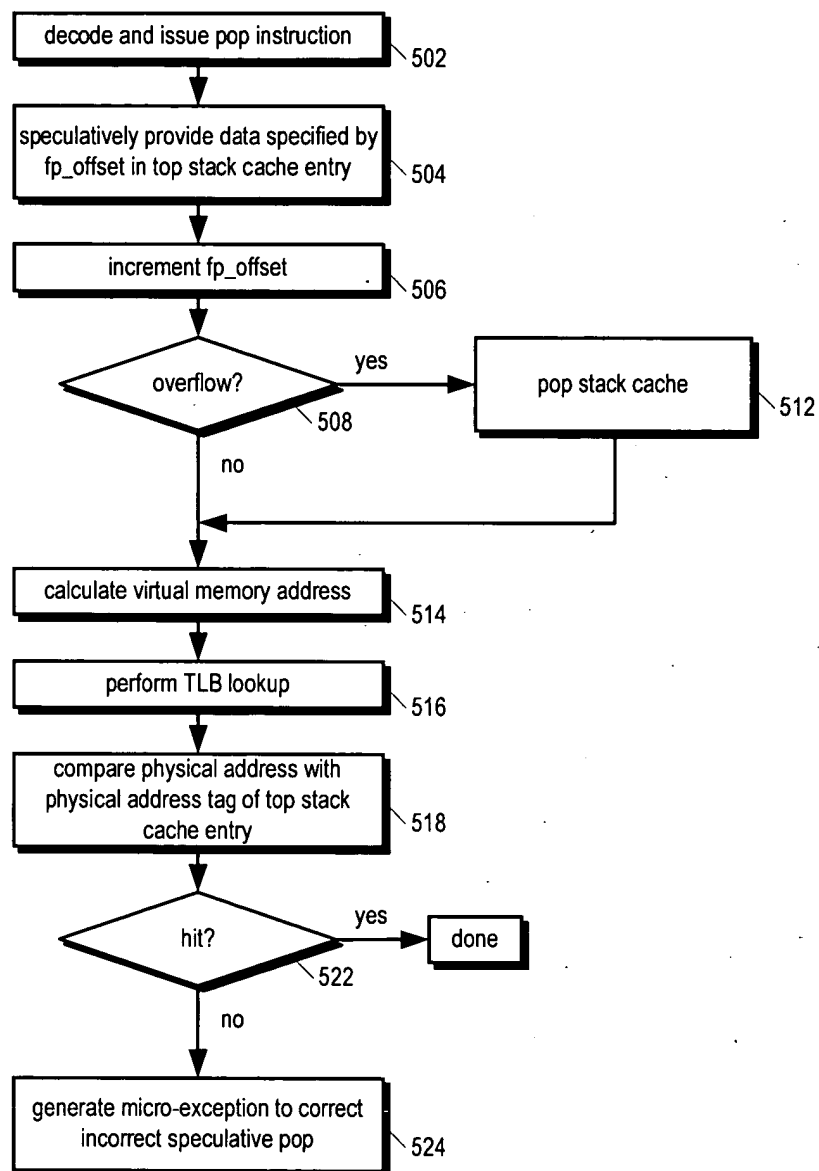 decode and issue pop instruction
502
speculatively provide data specified by
fp_offset in top stack cache entry
504
increment fp_offset
506
overflow?
yes
508
no
pop stack cache
512
calculate virtual memory address
514
perform TLB lookup
516
compare physical address with
physical address tag of top stack
cache entry
518
hit?
yes
done
522
no
generate micro-exception to correct
incorrect speculative pop
524